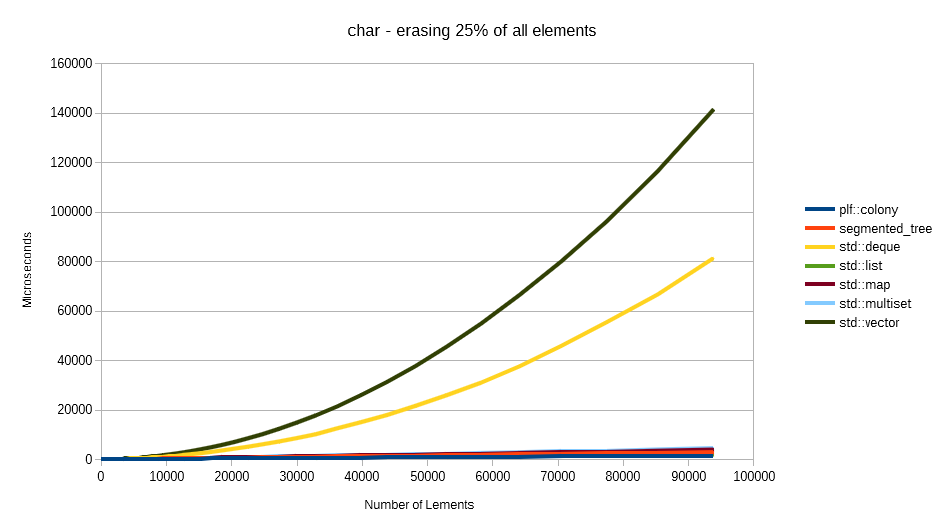 char - erasing 25% of all elements
160000
140000
120000
100000
80000
60000
40000
20000
0
Microseconds
0 10000 20000 30000 40000 50000 60000 70000 80000 90000 100000
Number of Lements
plf::colony
segmented_tree
std::deque
std::list
std::map
std::multiset
std::vector